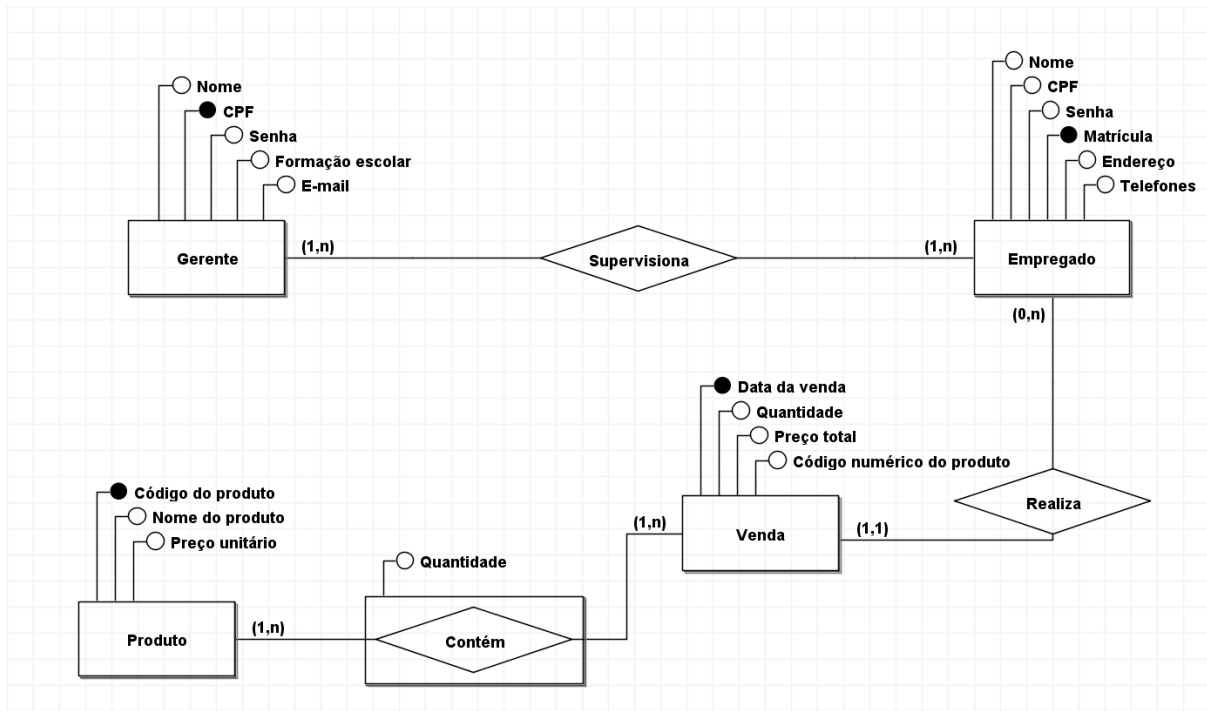 Nome
CPF
Senha
Formação escolar
E-mail
Gerente
(1,n)
Supervisiona
(1,n)
Nome
CPF
Senha
Matrícula
Endereço
Telefones
Empregado
(0,n)
Data da venda
Quantidade
Preço total
Código numérico do produto
Venda
(1,n)
(1,1)
Realiza
Código do produto
Nome do produto
Preço unitário
Produto
(1,n)
Quantidade
Contém